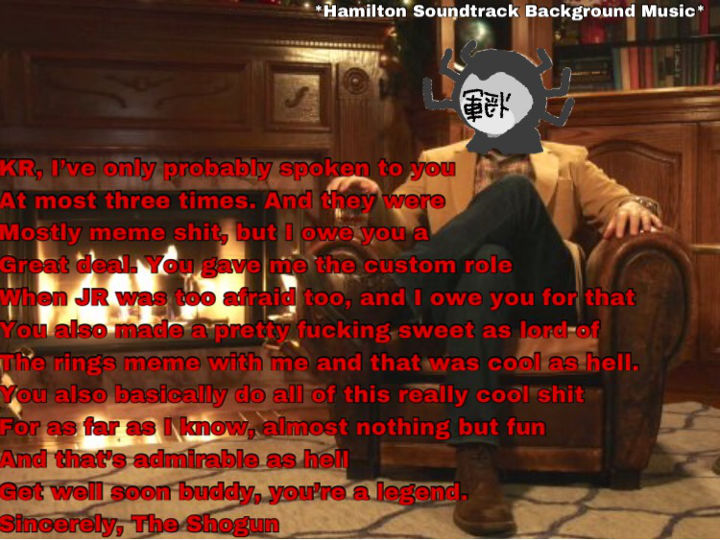 *Hamilton Soundtrack Background Music*
KR, I've only probably spoken to you
At most three times. And they were
Mostly meme shit, but I owe you a
Great deal. You gave me the custom role
When JR was too afraid too, and I owe you for that
You also made a pretty fucking sweet as lord of
The rings meme with me and that was cool as hell.
You also basically do all of this really cool shit
For as far as I know, almost nothing but fun
And that's admirable as hell
Get well soon buddy, you're a legend.
Sincerely, The Shogun